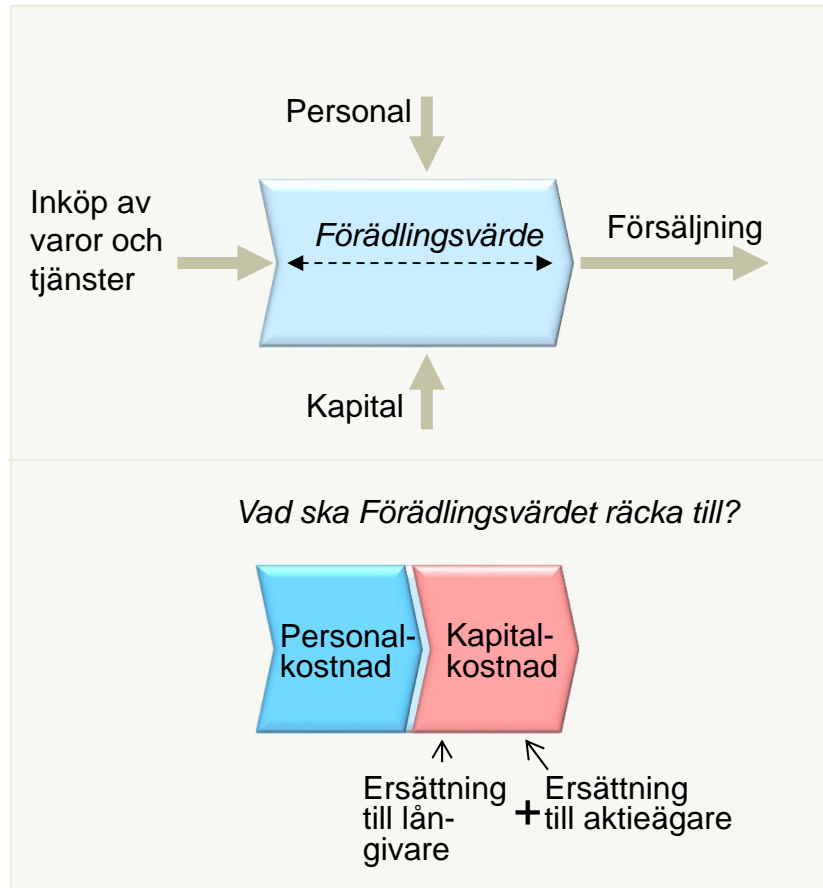 Personal
Inköp av
varor och
tjänster
Förädlingsvärde
Försäljning
Kapital
Vad ska Förädlingsvärdet räcka till?
Personal-
kostnad
Kapital-
kostnad
Ersättning
till lån-
givare
+
Ersättning
till aktieägare